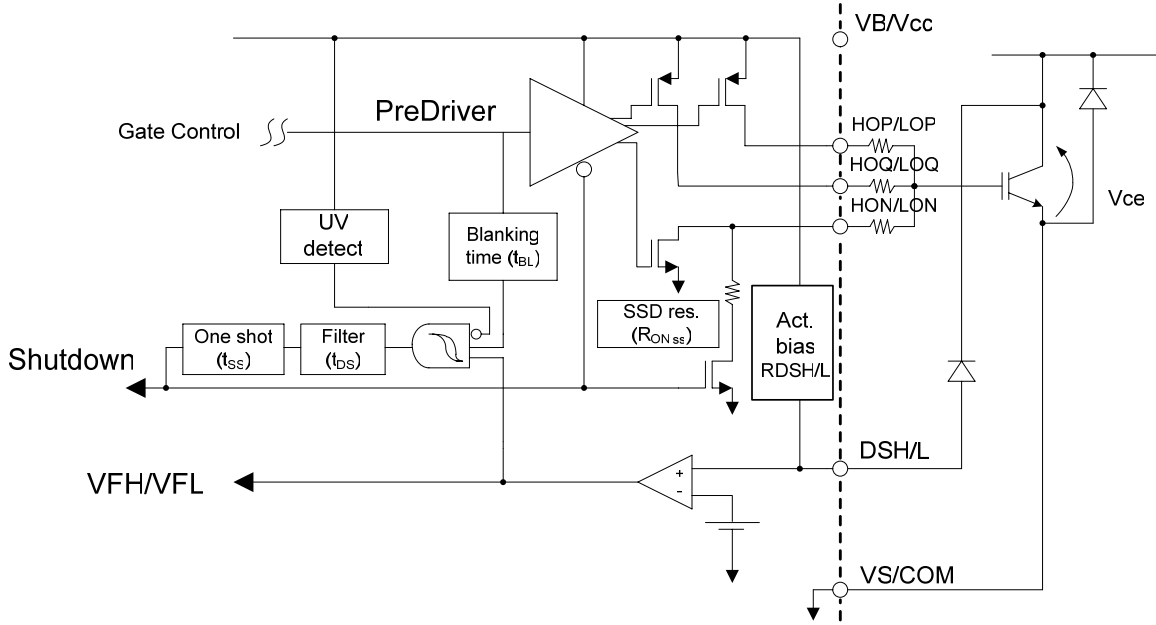 VB/Vcc
PreDriver
Gate Control
HOP/LOP
HOQ/LOQ
HON/LON
Vce
UV
detect
Blanking
time (tBL)
SSD res.
(RON ss)
Act.
bias
RDSH/L
One shot
(tSS)
Filter
(tDS)
Shutdown
DSH/L
+
-
VFH/VFL
VS/COM